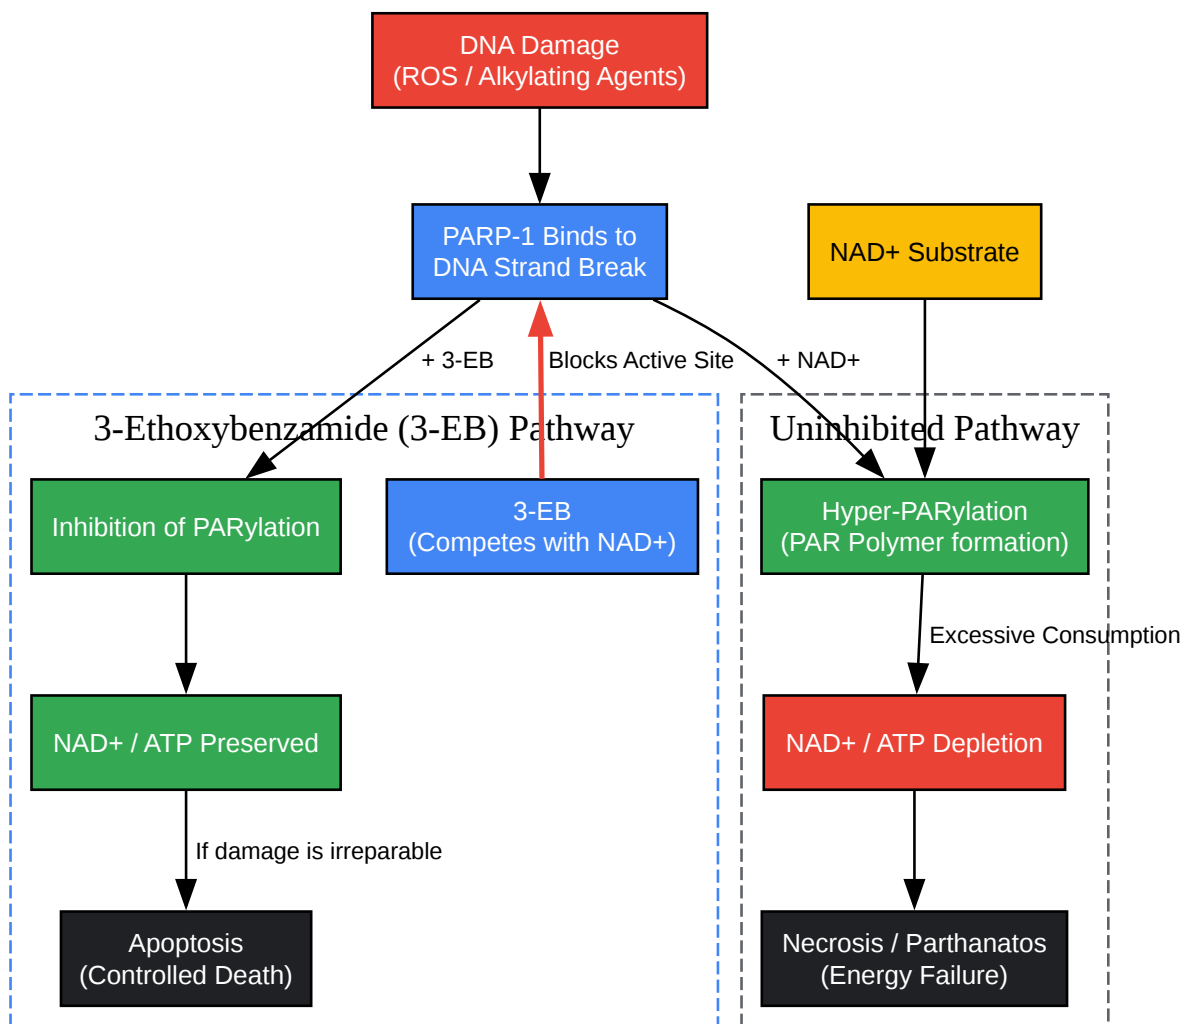 DNA Damage
(ROS / Alkylating Agents)
PARP-1 Binds to
DNA Strand Break
NAD+ Substrate
+ 3-EB
Blocks Active Site
+ NAD+
3-Ethoxybenzamide (3-EB) Pathway
Uninhibited Pathway
Inhibition of PARylation
3-EB
(Competes with NAD+)
Hyper-PARylation
(PAR Polymer formation)
Excessive Consumption
NAD+ / ATP Preserved
NAD+ / ATP Depletion
If damage is irreparable
Apoptosis
(Controlled Death)
Necrosis / Parthanatos
(Energy Failure)